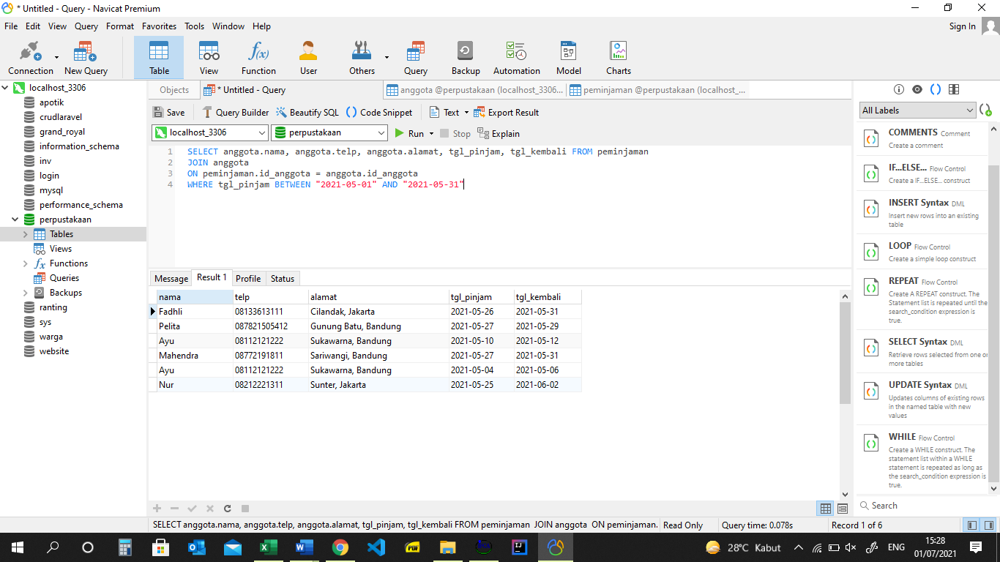 * Untitled - Query - Navicat Premium
File Edit View Query Format Favorites Tools Window Help
Sign In
Connection New Query Table View Function User Others Query Backup Automation Model Charts
localhost_3306
apotik
crudlaravel
grand_royal
information_schema
inv
login
mysql
performance_schema
perpustakaan
Tables
Views
Functions
Queries
Backups
ranting
sys
warga
website
Objects * Untitled - Query anggota @perpustakaan (localhost_3306... peminjaman @perpustakaan (localhost_...
Save Query Builder Beautify SQL Code Snippet Text Export Result
localhost_3306 perpustakaan Run Stop Explain
1 SELECT anggota.nama, anggota.telp, anggota.alamat, tgl_pinjam, tgl_kembali FROM peminjaman
2 JOIN anggota
3 ON peminjaman.id_anggota = anggota.id_anggota
4 WHERE tgl_pinjam BETWEEN "2021-05-01" AND "2021-05-31"
Message Result 1 Profile Status
nama telp alamat tgl_pinjam tgl_kembali
Fadhli 08133613111 Cilandak, Jakarta 2021-05-26 2021-05-31
Pelita 087821505412 Gunung Batu, Bandung 2021-05-27 2021-05-29
Ayu 08112121222 Sukawarna, Bandung 2021-05-10 2021-05-12
Mahendra 08772191811 Sariwangi, Bandung 2021-05-27 2021-05-31
Ayu 08112121222 Sukawarna, Bandung 2021-05-04 2021-05-06
Nur 08212221311 Sunter, Jakarta 2021-05-25 2021-06-02
All Labels
COMMENTS Comment
Create a comment
IF...ELSE... Flow Control
Create a IF...ELSE... construct
INSERT Syntax DML
Insert new rows into an existing
table
LOOP Flow Control
Create a simple loop construct
REPEAT Flow Control
Create A REPEAT construct. The
Statement list is repeated until the
search_condition expression is
true.
SELECT Syntax DML
Retrieve rows selected from one or
more tables
UPDATE Syntax DML
Updates columns of existing rows
in the named table with new
values
WHILE Flow Control
Create a WHILE construct. The
statement list within a WHILE
statement is repeated as long as
the search_condition expression is
true.
Search
SELECT anggota.nama, anggota.telp, anggota.alamat, tgl_pinjam, tgl_kembali FROM peminjaman JOIN anggota ON peminjaman. Read Only Query time: 0.078s Record 1 of 6
28°C Kabut ENG 15:28
01/07/2021